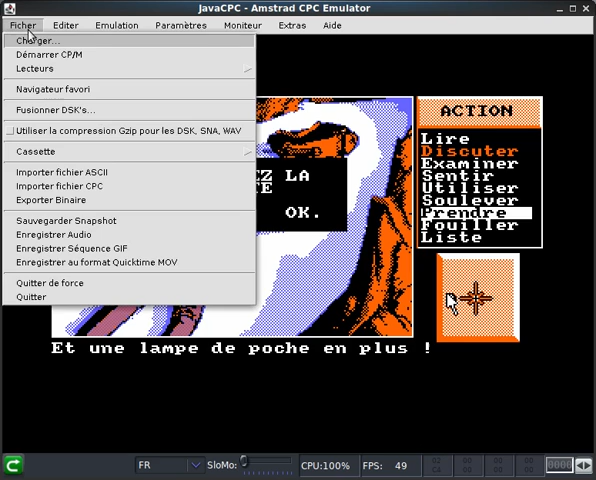 JavaCPC - Amstrad CPC Emulator
Ficher Editer Emulation Paramètres Moniteur Extras Aide
Charger...
Démarrer CP/M
Lecteurs
Navigateur favori
Fusionner DSK's...
Utiliser la compression Gzip pour les DSK, SNA, WAV
Cassette
Importer fichier ASCII
Importer fichier CPC
Exporter Binaire
Sauvegarder Snapshot
Enregistrer Audio
Enregistrer Séquence GIF
Enregistrer au format Quicktime MOV
Quitter de force
Quitter
EZ LA
TE
OK.
ACTION
Lire
Discuter
Examiner
Sentir
Utiliser
Soulever
Prendre
Fouiller
Liste
Et une lampe de poche en plus !
FR SloMo: CPU:100% FPS: 49 0000